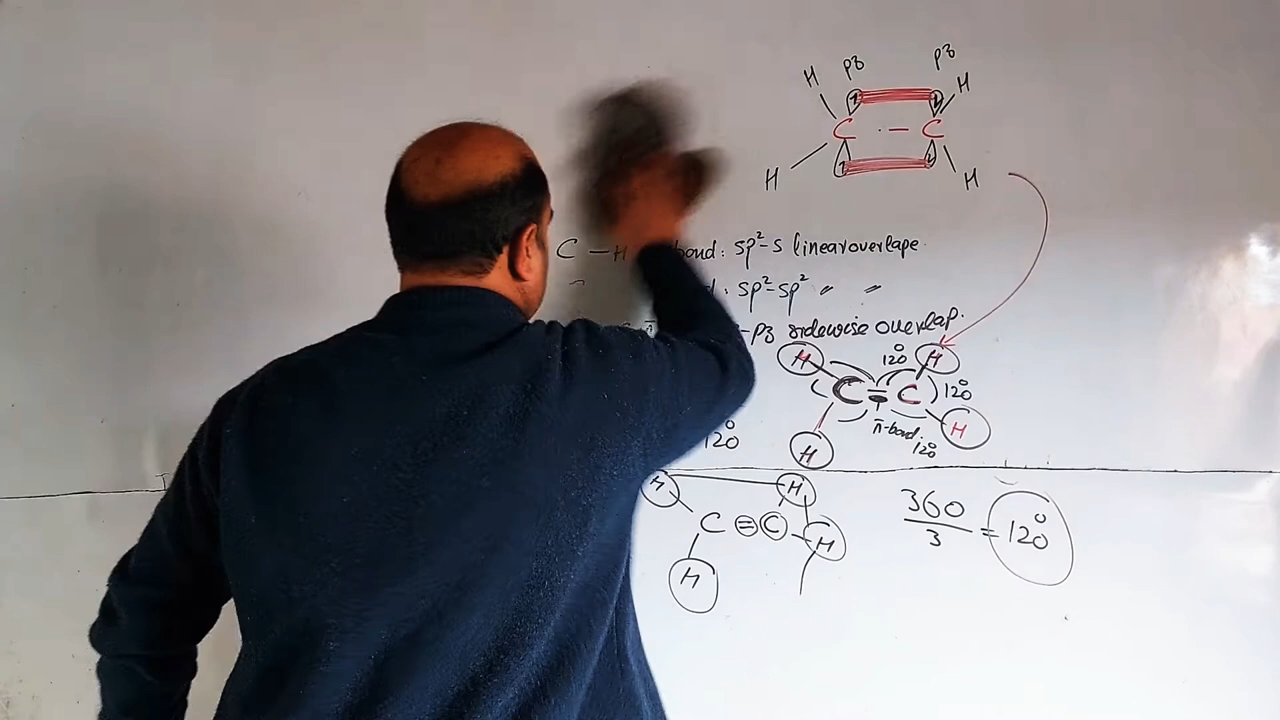 H pz pz H
C - C
H H
C - H bond: sp²-s linear overlape.
sp²-sp² " "
pz sidewise overlap.
H 120° H
C = C 120°
H π-bond 120° H
120°
H H
C = C H
H
360/3 = 120°